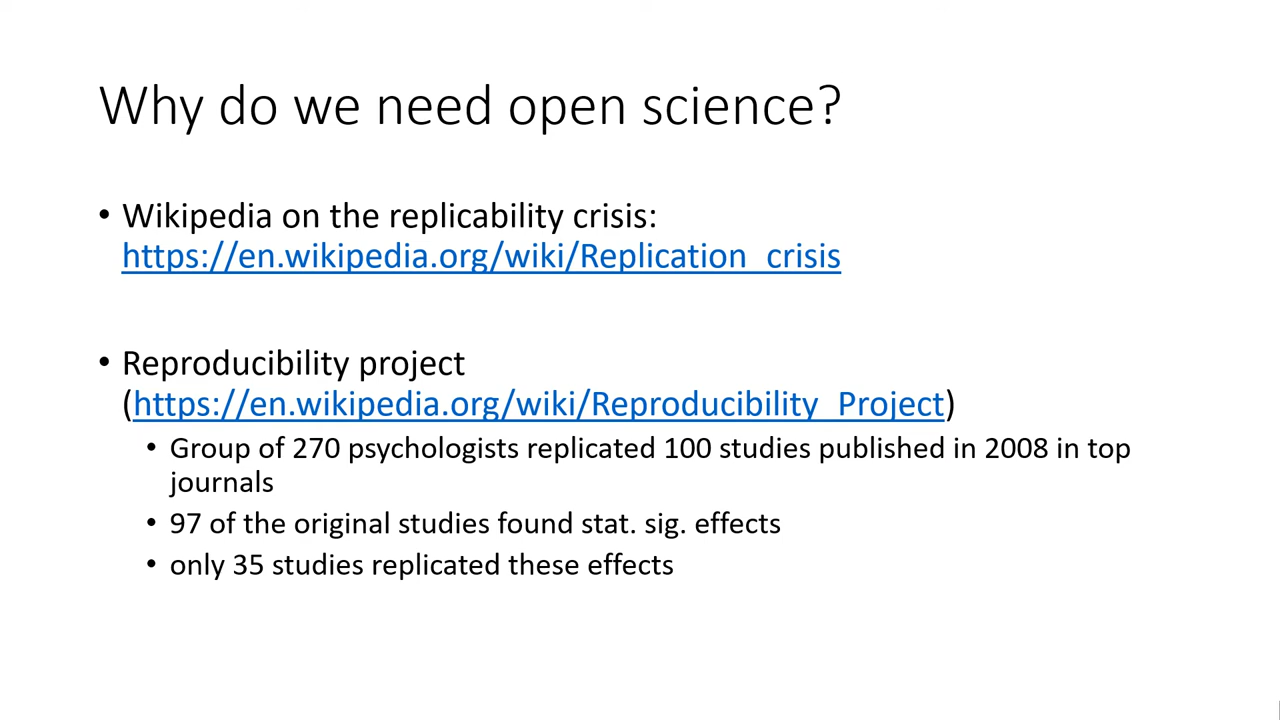 Why do we need open science?
• Wikipedia on the replicability crisis:
https://en.wikipedia.org/wiki/Replication_crisis
• Reproducibility project
(https://en.wikipedia.org/wiki/Reproducibility_Project)
• Group of 270 psychologists replicated 100 studies published in 2008 in top
journals
• 97 of the original studies found stat. sig. effects
• only 35 studies replicated these effects